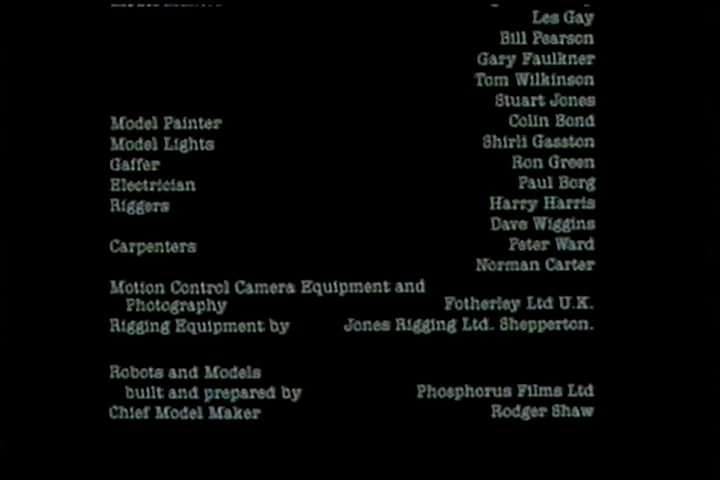 Les Gay
Bill Pearson
Gary Faulkner
Tom Wilkinson
Stuart Jones
Model Painter Colin Bond
Model Lights Shirli Gasston
Gaffer Ron Green
Electrician Paul Borg
Riggers Harry Harris
Dave Wiggins
Carpenters Peter Ward
Norman Carter
Motion Control Camera Equipment and
Photography Fotherley Ltd U.K.
Rigging Equipment by Jones Rigging Ltd. Shepperton.
Robots and Models
built and prepared by Phosphorus Films Ltd
Chief Model Maker Rodger Shaw